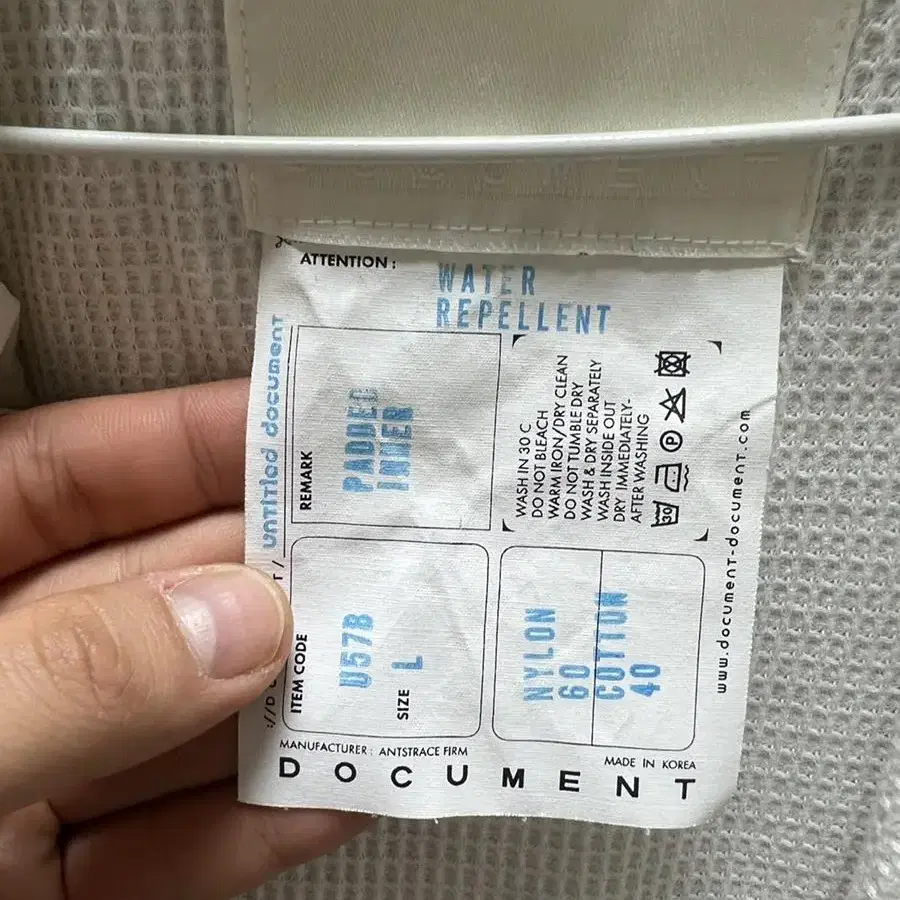 ATTENTION :
WATER
REPELLENT
untitled document
REMARK
PADDED
INNER
WASH IN 30 C
DO NOT BLEACH
WARM IRON/DRY CLEAN
DO NOT TUMBLE DRY
WASH & DRY SEPARATELY
WASH INSIDE OUT
DRY IMMEDIATELY-
AFTER WASHING
30
P
ITEM CODE
U57B
SIZE
L
NYLON
60
COTTON
40
www.document-document.com
MANUFACTURER : ANTSTRACE FIRM
MADE IN KOREA
DOCUMENT